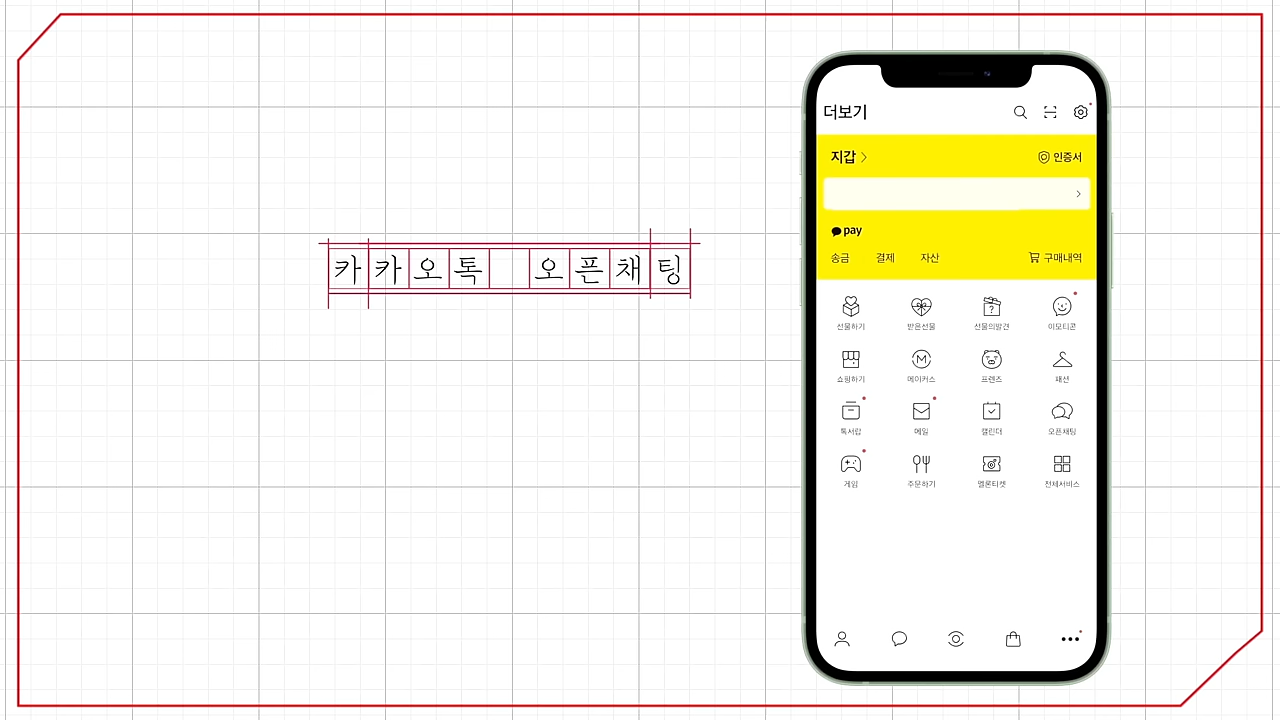 카카오톡 오픈채팅
더보기
지갑
인증서
pay
송금 결제 자산 구매내역
선물하기 받은선물 선물의발견 이모티콘
?
쇼핑하기 메이커스 프렌즈 패션
M
톡서랍 메일 캘린더 오픈채팅
게임 주문하기 멜론티켓 전체서비스